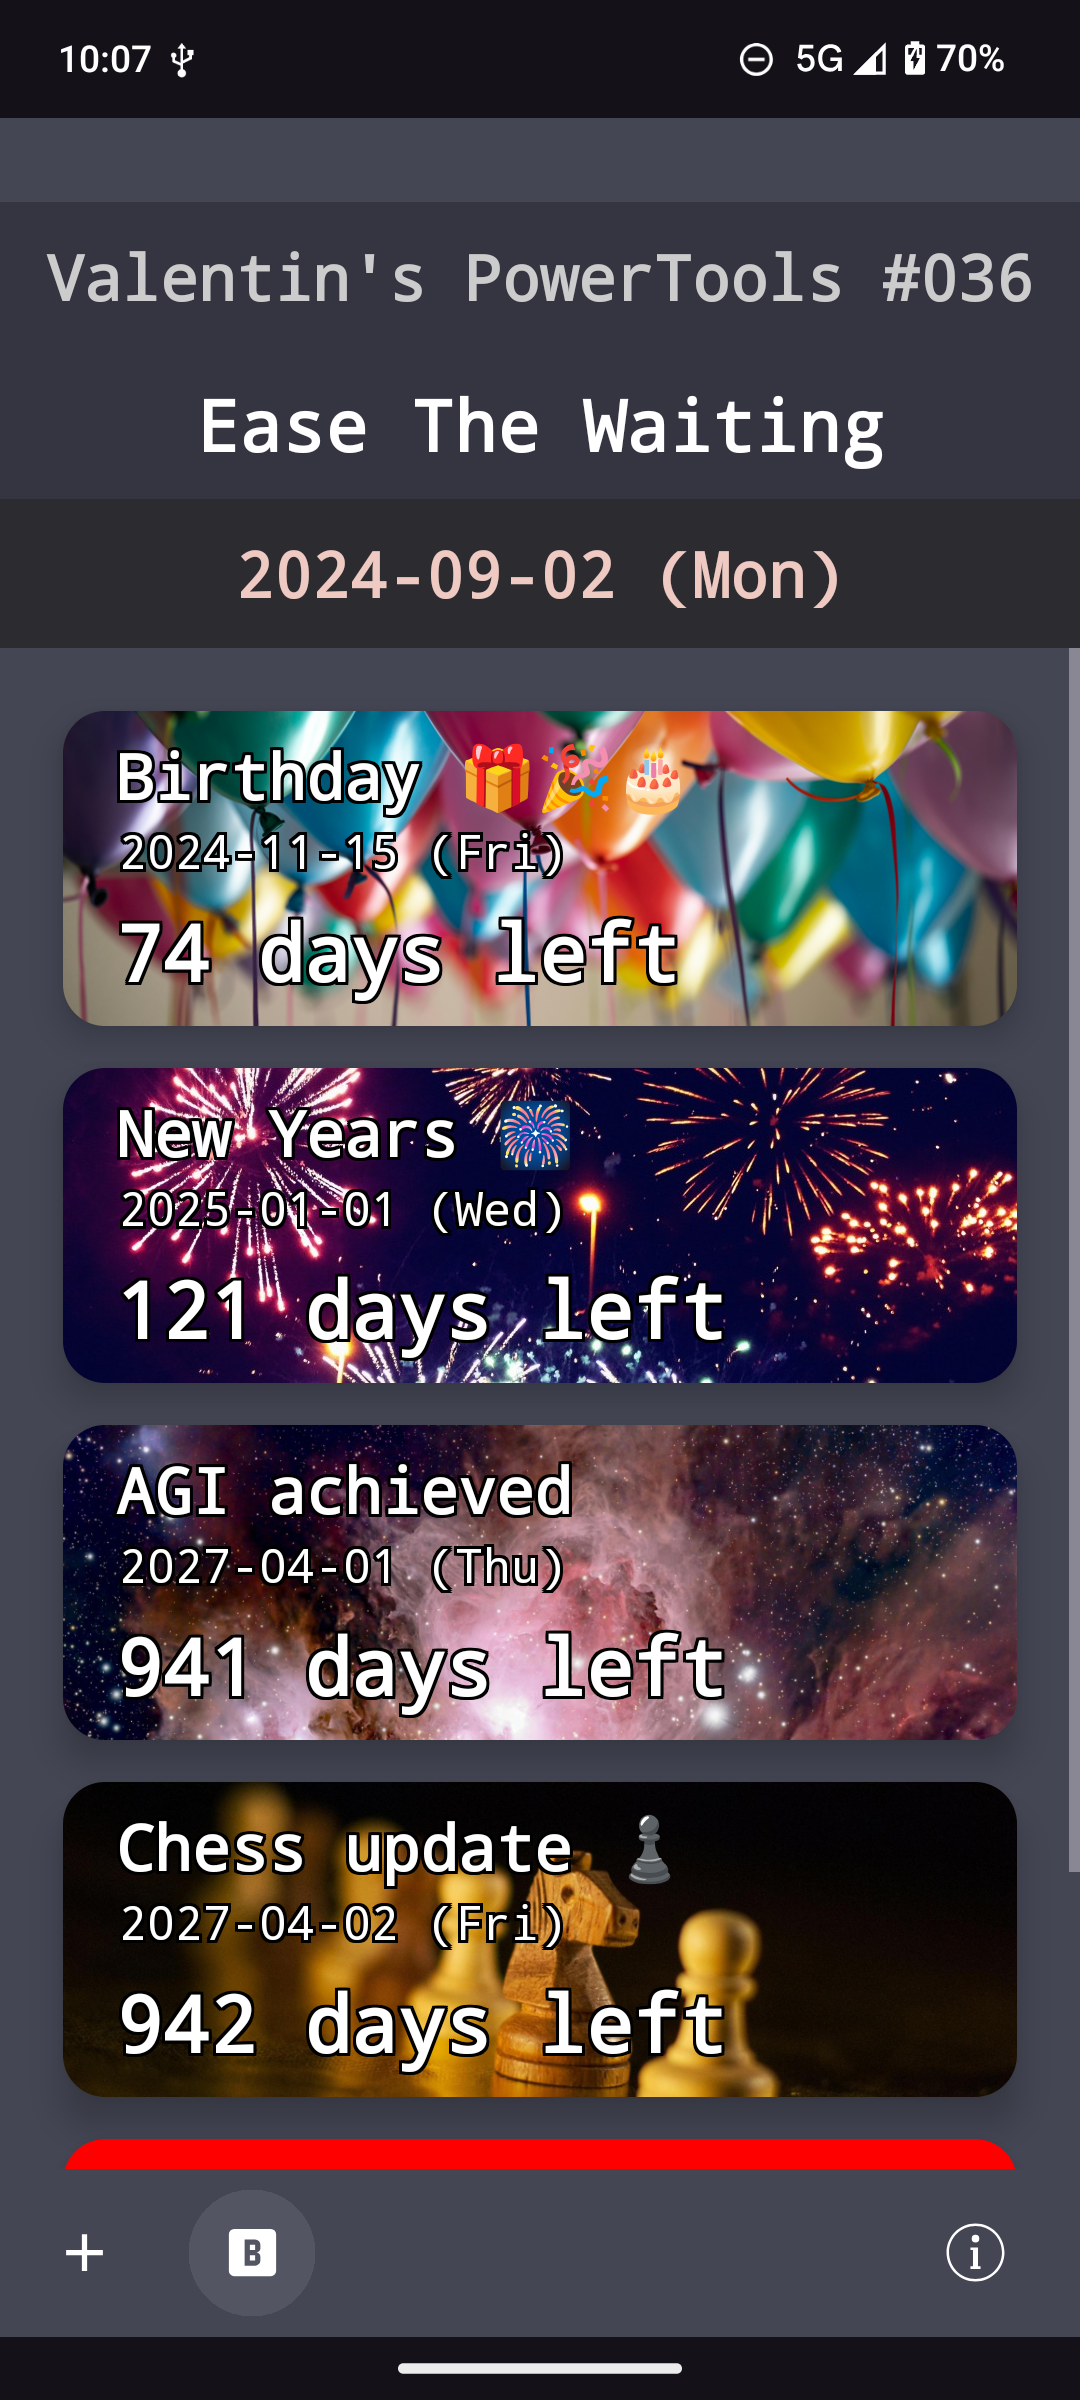 10:07 5G 70%
Valentin's PowerTools #036
Ease The Waiting
2024-09-02 (Mon)
Birthday 🎁🎉🎂
2024-11-15 (Fri)
74 days left
New Years 🎆
2025-01-01 (Wed)
121 days left
AGI achieved
2027-04-01 (Thu)
941 days left
Chess update ♟
2027-04-02 (Fri)
942 days left
+ B i